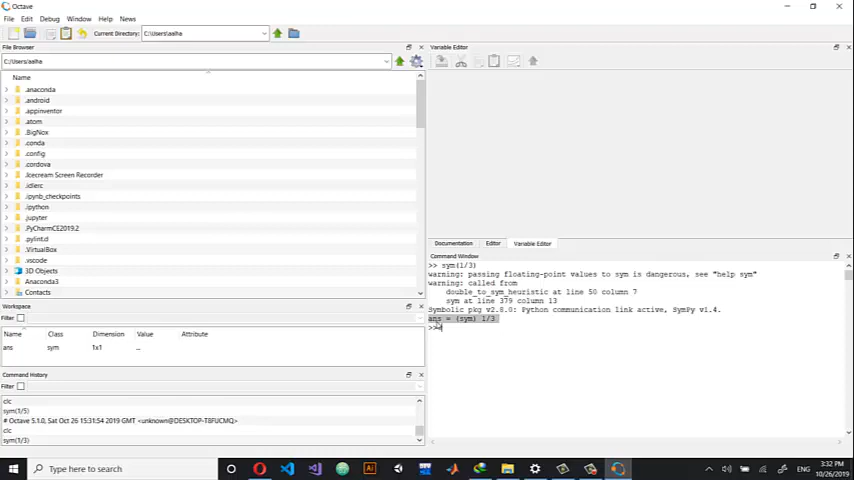 Octave
File Edit Debug Window Help News
Current Directory: C:\Users\aalha
File Browser
C:/Users/aalha
Name
.anaconda
.android
.appinventor
.atom
.BigNox
.conda
.config
.cordova
.Icecream Screen Recorder
.idlerc
.ipynb_checkpoints
.ipython
.jupyter
.PyCharmCE2019.2
.pylint.d
.VirtualBox
.vscode
3D Objects
Anaconda3
Contacts
Workspace
Filter
Name Class Dimension Value Attribute
ans sym 1x1 ...
Command History
Filter
clc
sym(1/5)
# Octave 5.1.0, Sat Oct 26 15:31:54 2019 GMT <unknown@DESKTOP-T8FUCMQ>
clc
sym(1/3)
Variable Editor
Documentation Editor Variable Editor
Command Window
>> sym(1/3)
warning: passing floating-point values to sym is dangerous, see "help sym"
warning: called from
double_to_sym_heuristic at line 50 column 7
sym at line 379 column 13
Symbolic pkg v2.8.0: Python communication link active, SymPy v1.4.
ans = (sym) 1/3
>>
Type here to search
Ai
ENG
3:32 PM
10/26/2019